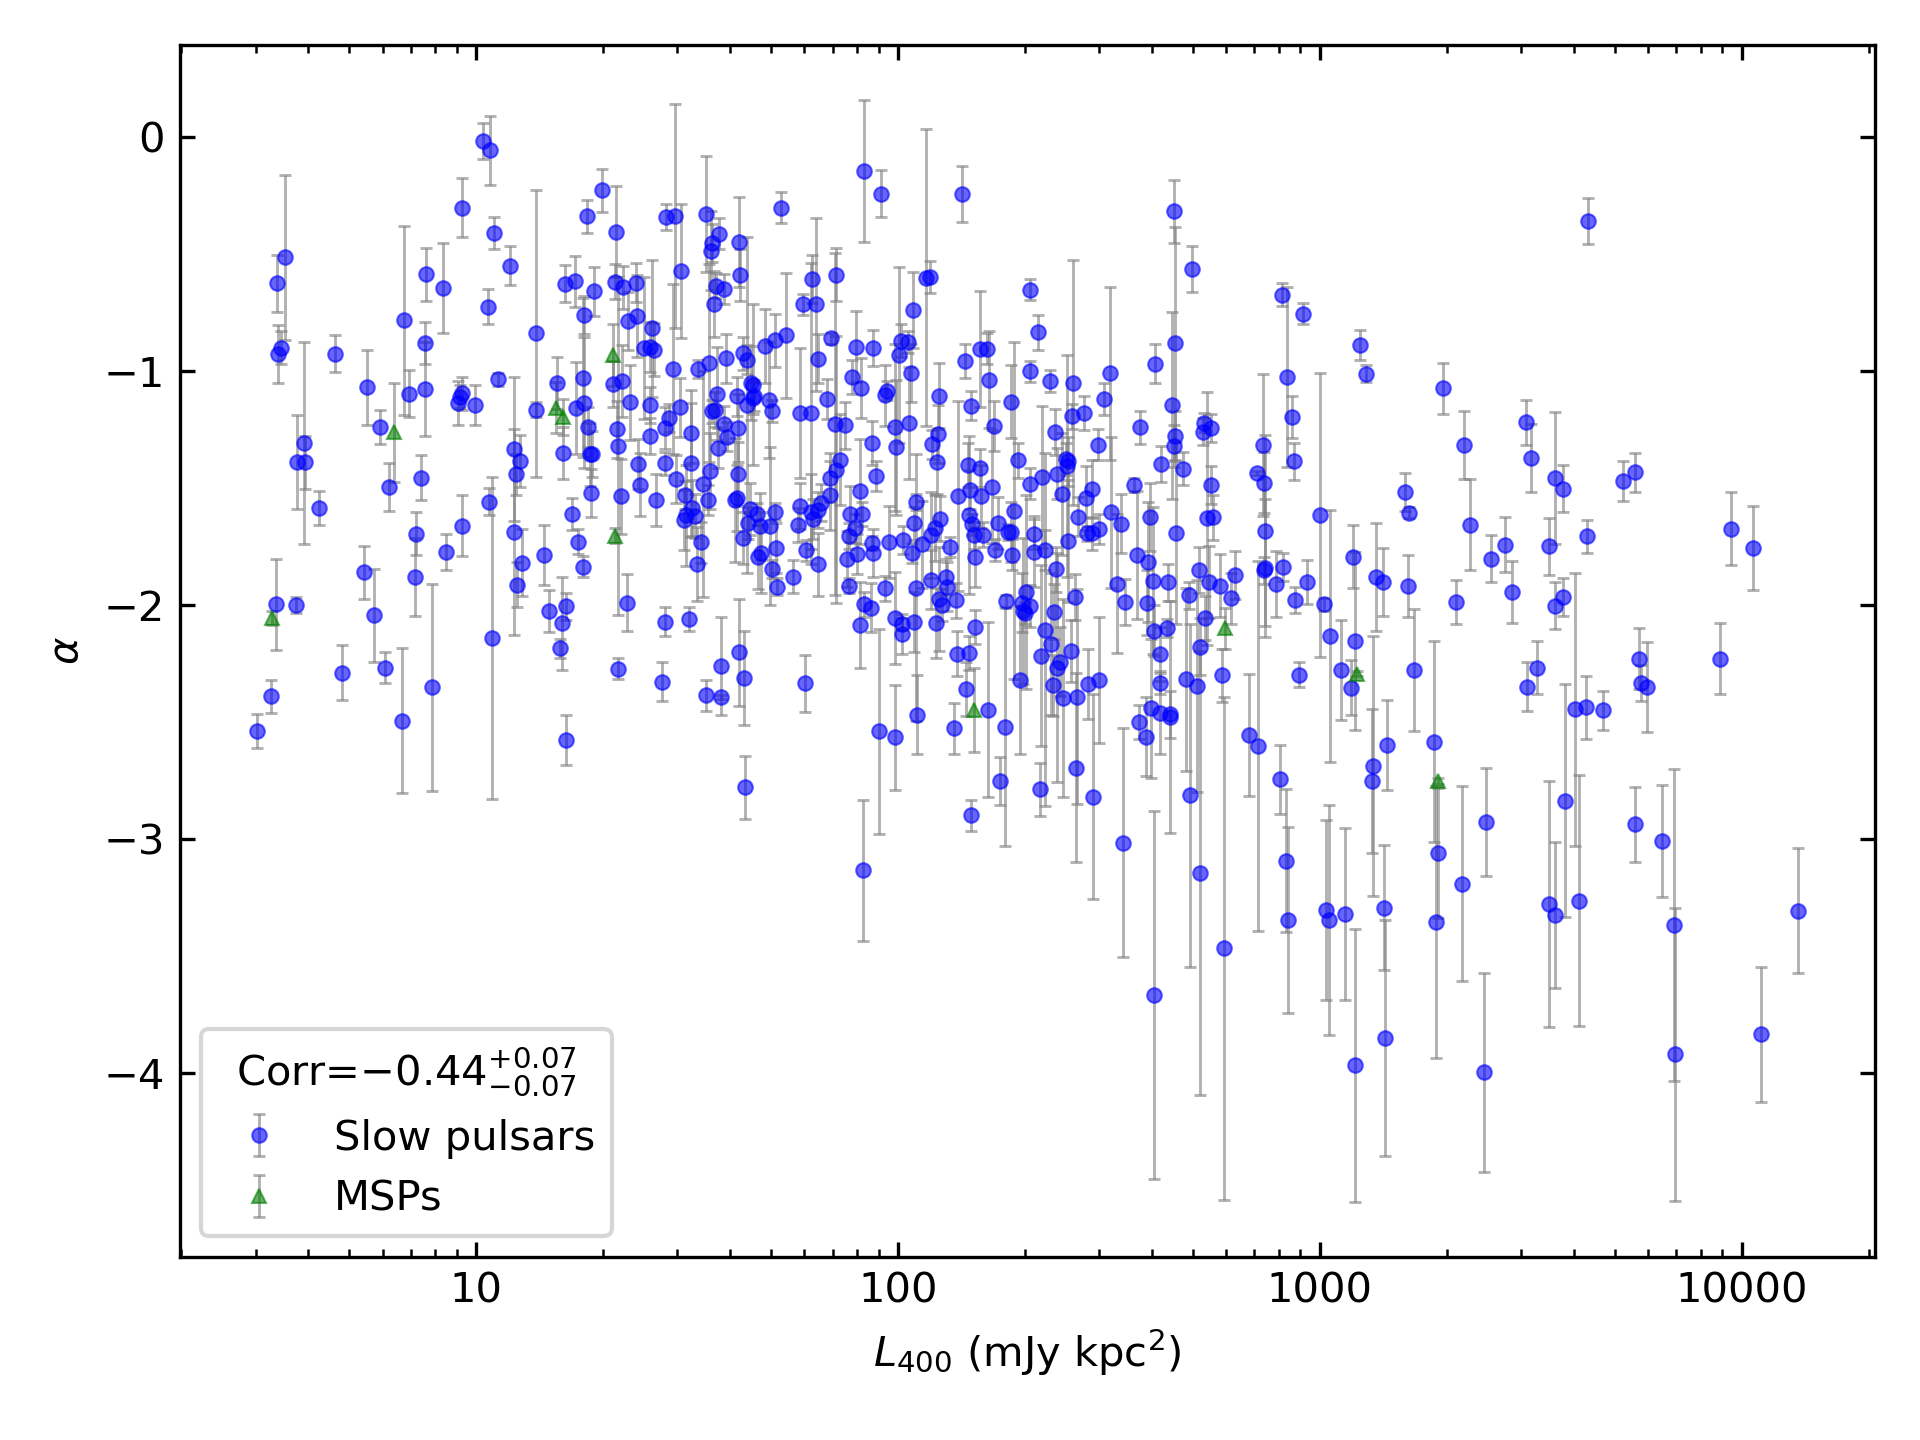 0
−1
−2
−3
−4
α
10
100
1000
10000
L₄₀₀ (mJy kpc²)
Corr=−0.44 +0.07 −0.07
Slow pulsars
MSPs